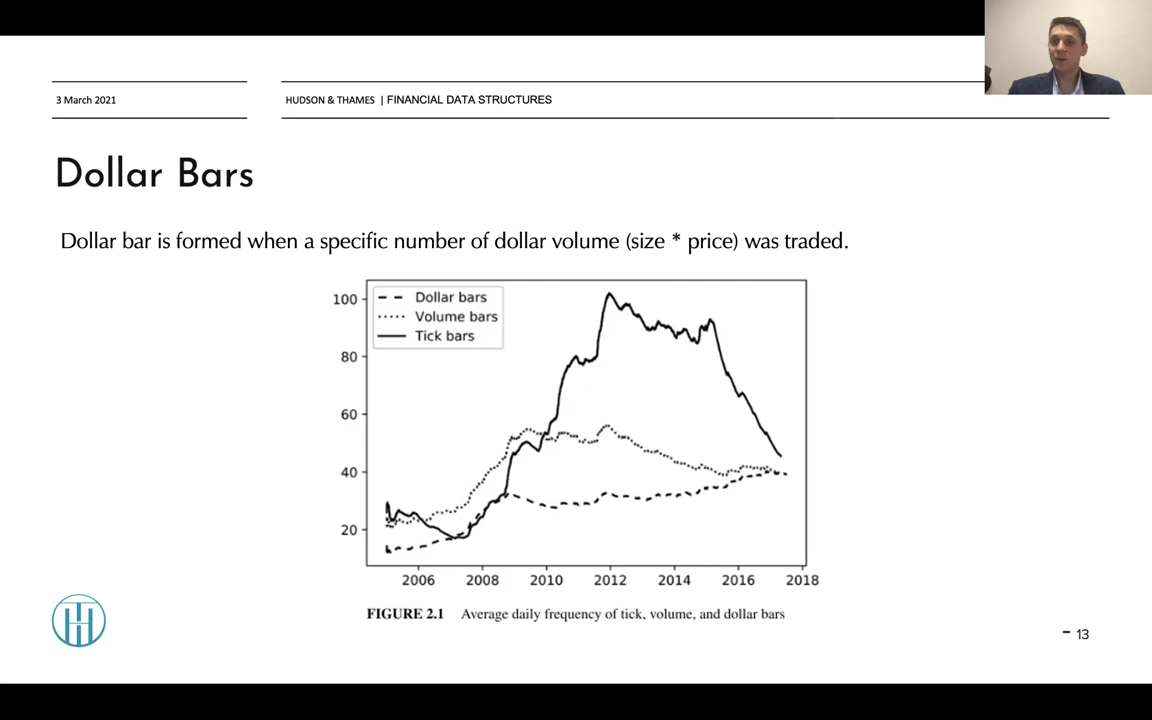 3 March 2021
HUDSON & THAMES | FINANCIAL DATA STRUCTURES
Dollar Bars
Dollar bar is formed when a specific number of dollar volume (size * price) was traded.
Dollar bars
Volume bars
Tick bars
100
80
60
40
20
2006 2008 2010 2012 2014 2016 2018
FIGURE 2.1 Average daily frequency of tick, volume, and dollar bars
- 13